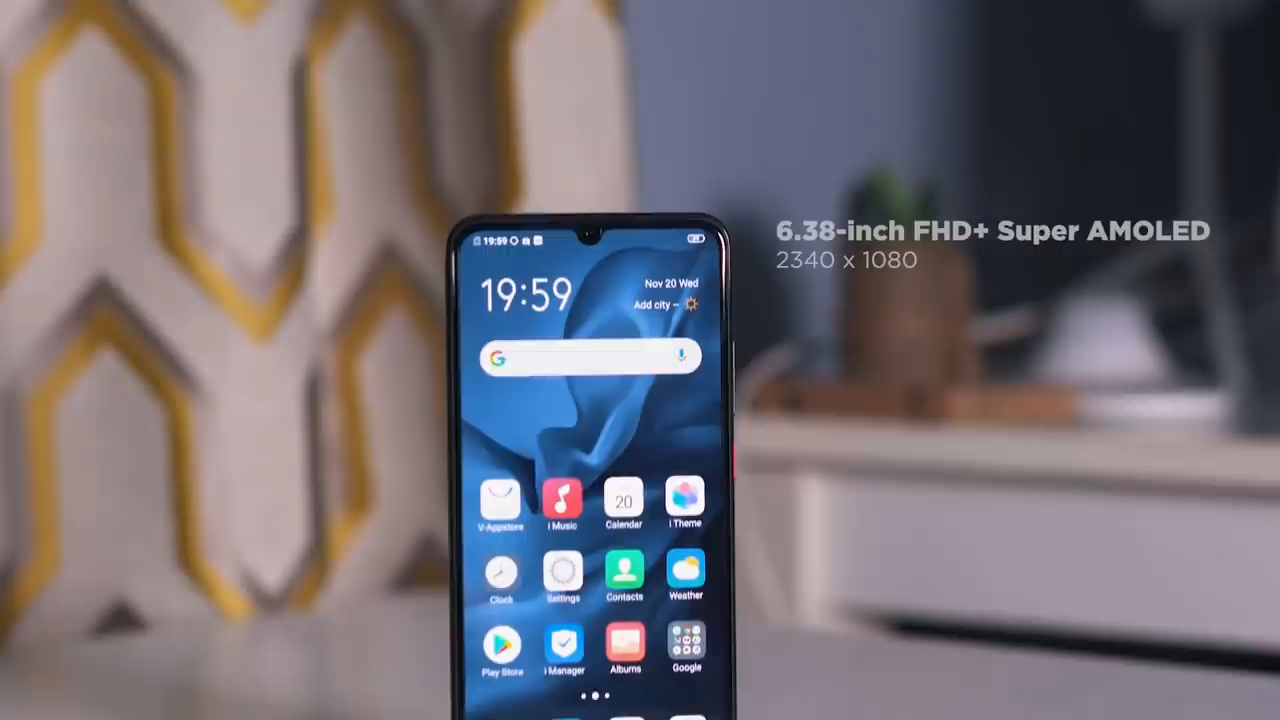 6.38-inch FHD+ Super AMOLED
2340 x 1080
19:59
19:59
Nov 20 Wed
Add city –
V-Appstore
i Music
20
Calendar
i Theme
Clock
Settings
Contacts
Weather
Play Store
i Manager
Albums
Google